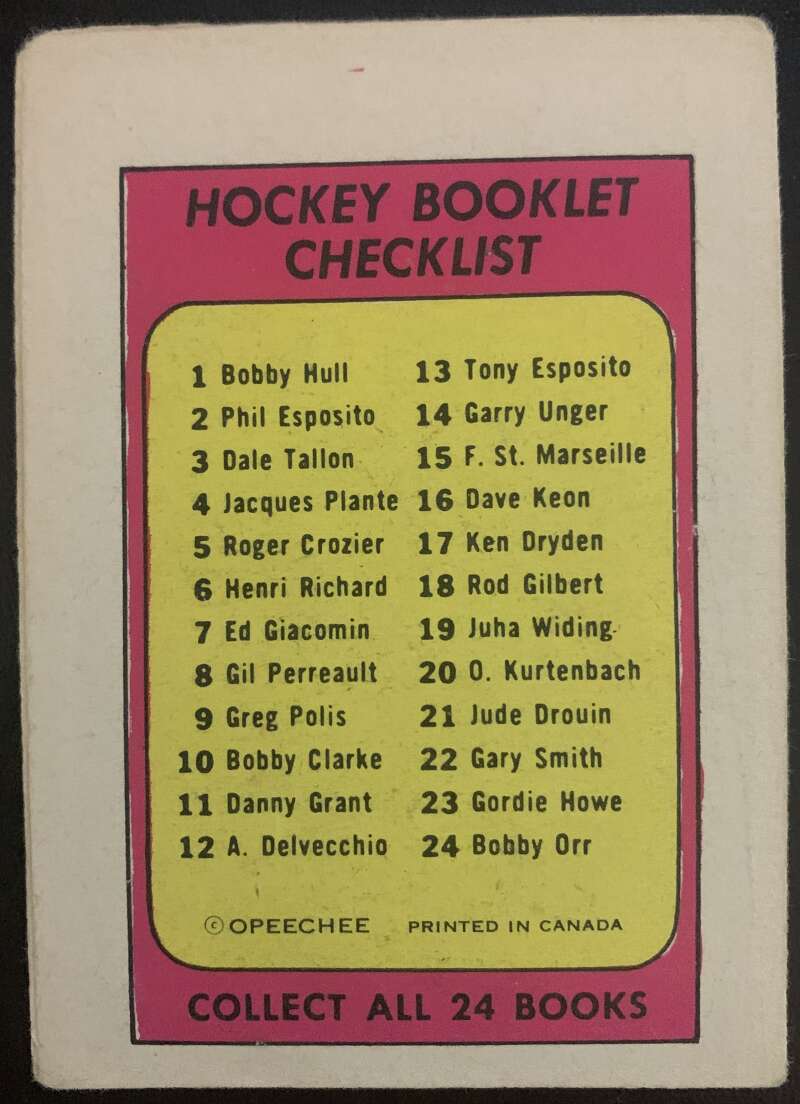 HOCKEY BOOKLET
CHECKLIST
1 Bobby Hull
2 Phil Esposito
3 Dale Tallon
4 Jacques Plante
5 Roger Crozier
6 Henri Richard
7 Ed Giacomin
8 Gil Perreault
9 Greg Polis
10 Bobby Clarke
11 Danny Grant
12 A. Delvecchio
13 Tony Esposito
14 Garry Unger
15 F. St. Marseille
16 Dave Keon
17 Ken Dryden
18 Rod Gilbert
19 Juha Widing
20 O. Kurtenbach
21 Jude Drouin
22 Gary Smith
23 Gordie Howe
24 Bobby Orr
© OPEECHEE PRINTED IN CANADA
COLLECT ALL 24 BOOKS